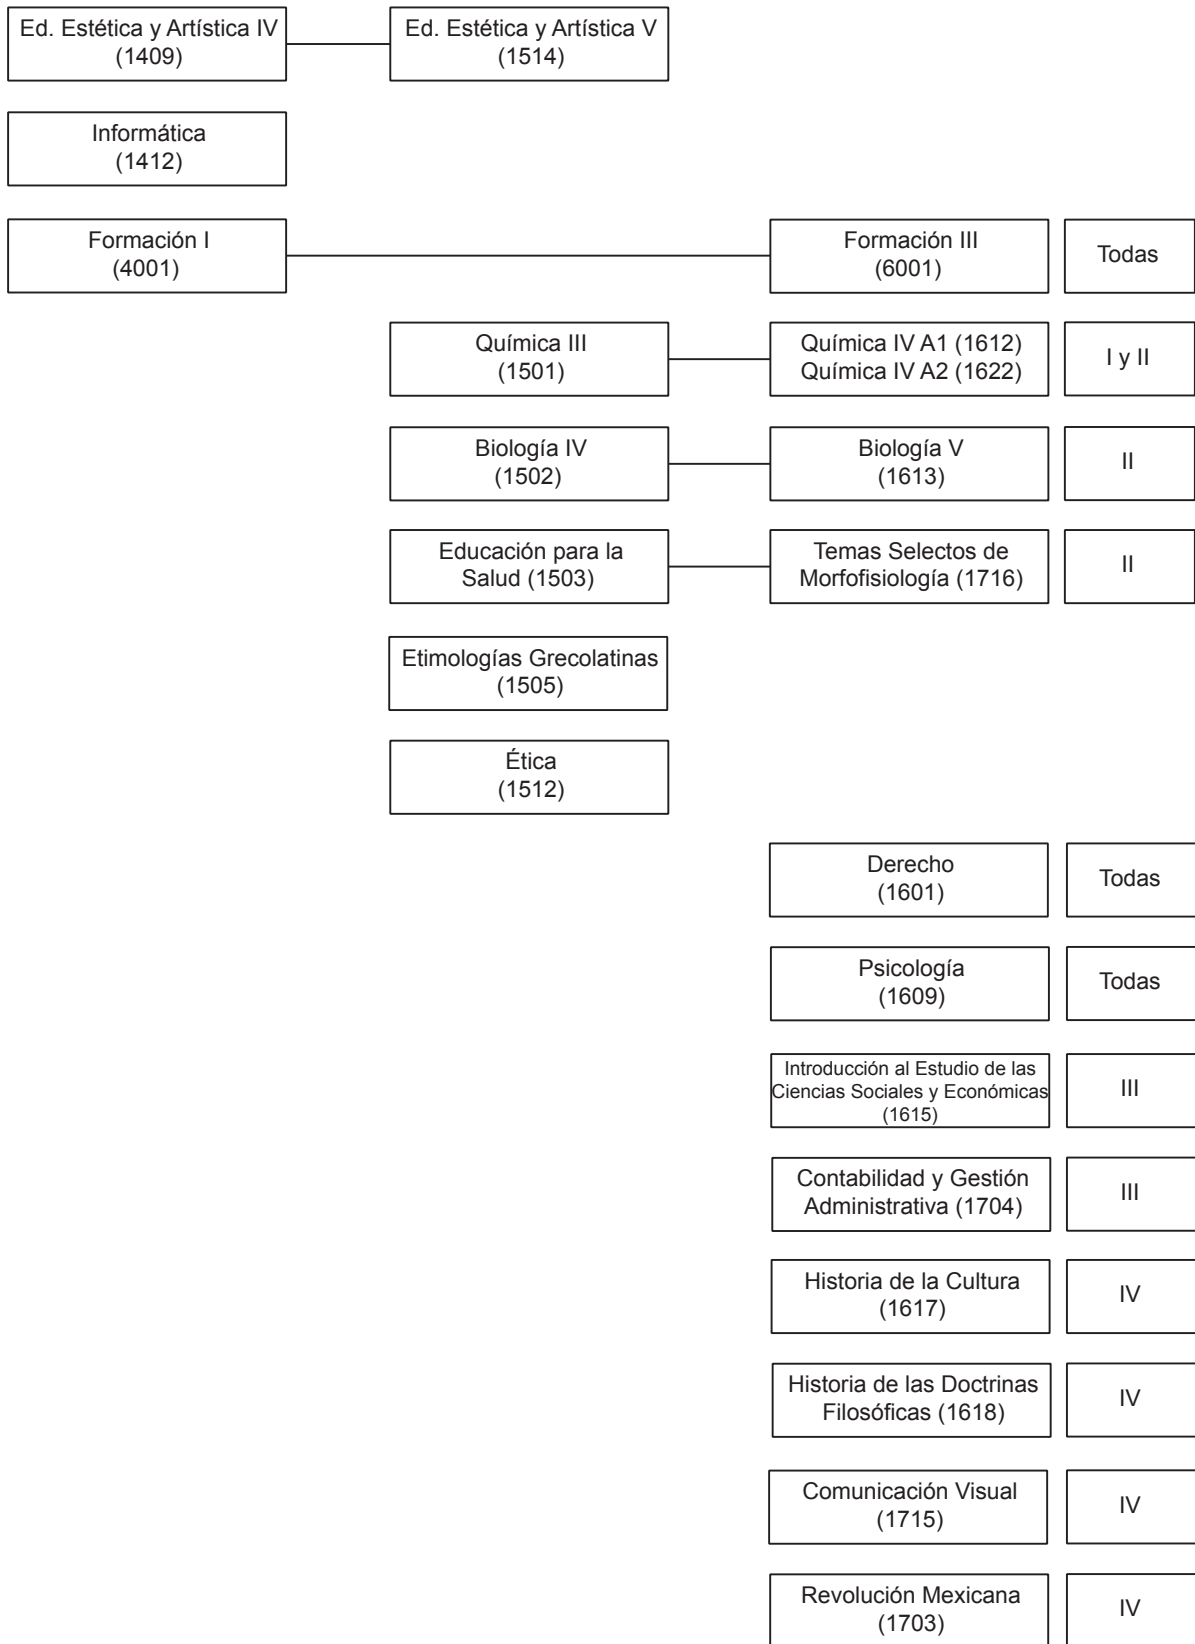 Ed. Estética y Artística IV
(1409)
Ed. Estética y Artística V
(1514)
Informática
(1412)
Formación I
(4001)
Formación III
(6001)
Todas
Química III
(1501)
Química IV A1 (1612)
Química IV A2 (1622)
I y II
Biología IV
(1502)
Biología V
(1613)
II
Educación para la
Salud (1503)
Temas Selectos de
Morfofisiología (1716)
II
Etimologías Grecolatinas
(1505)
Ética
(1512)
Derecho
(1601)
Todas
Psicología
(1609)
Todas
Introducción al Estudio de las
Ciencias Sociales y Económicas
(1615)
III
Contabilidad y Gestión
Administrativa (1704)
III
Historia de la Cultura
(1617)
IV
Historia de las Doctrinas
Filosóficas (1618)
IV
Comunicación Visual
(1715)
IV
Revolución Mexicana
(1703)
IV